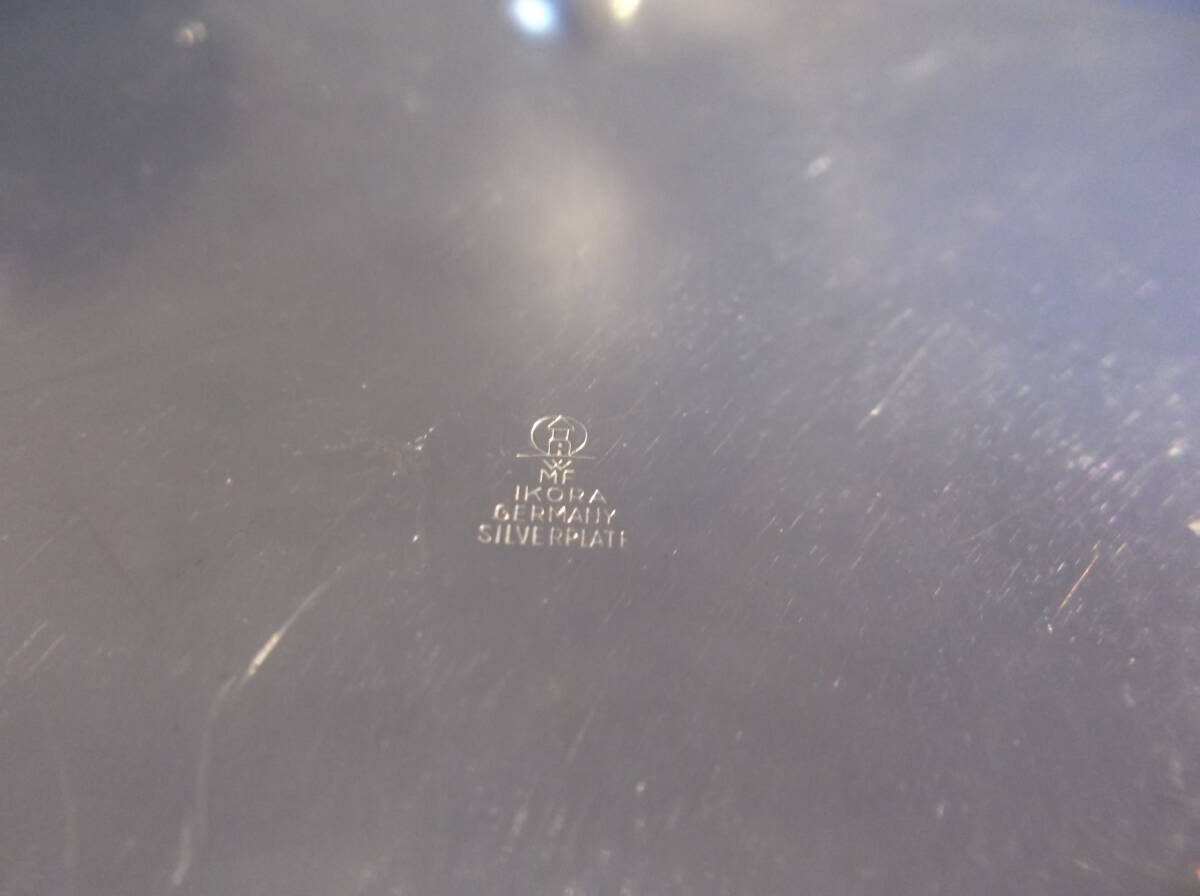 W
MF
IKORA
GERMANY
SILVERPLATE